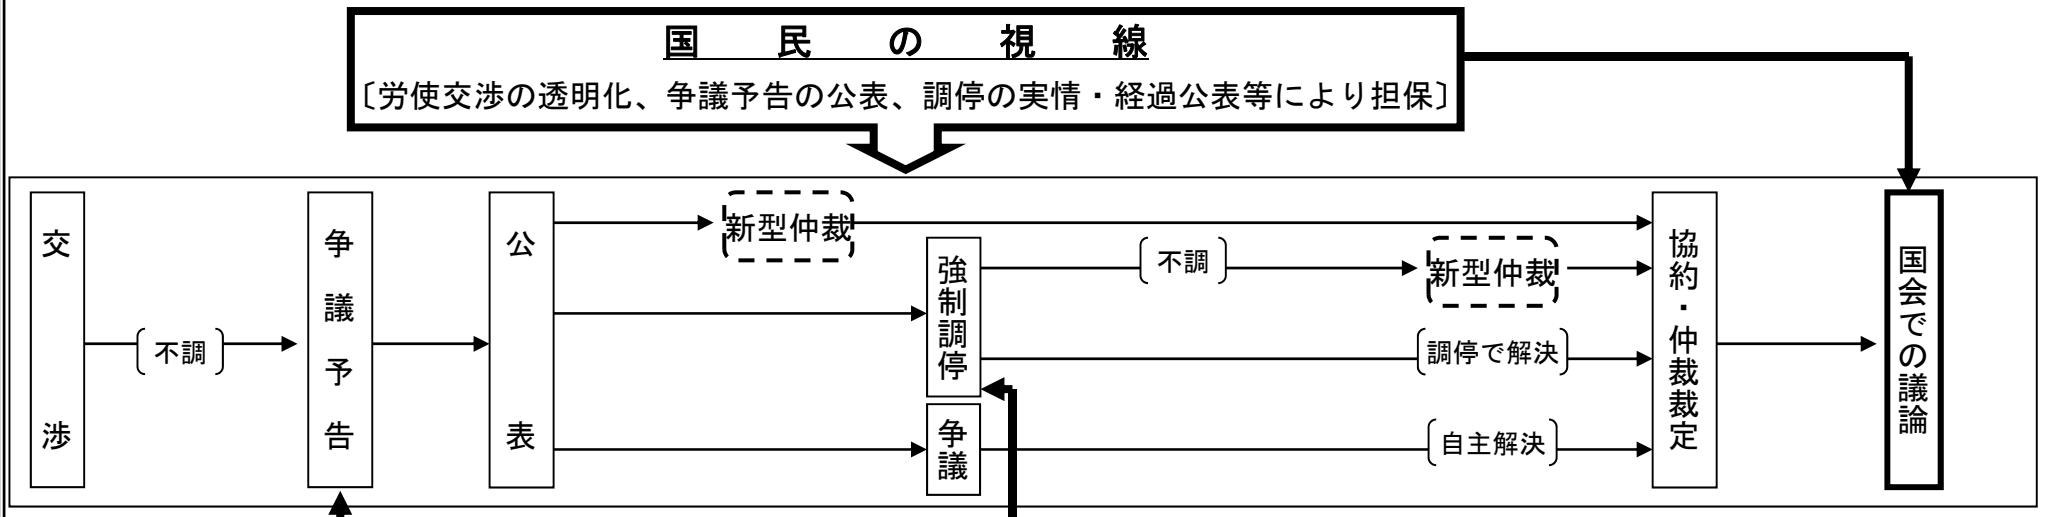 国民の視線
〔労使交渉の透明化、争議予告の公表、調停の実情・経過公表等により担保〕
交渉
不調
争議予告
公表
新型仲裁
強制調停
不調
新型仲裁
調停で解決
争議
自主解決
協約・仲裁裁定
国会での議論